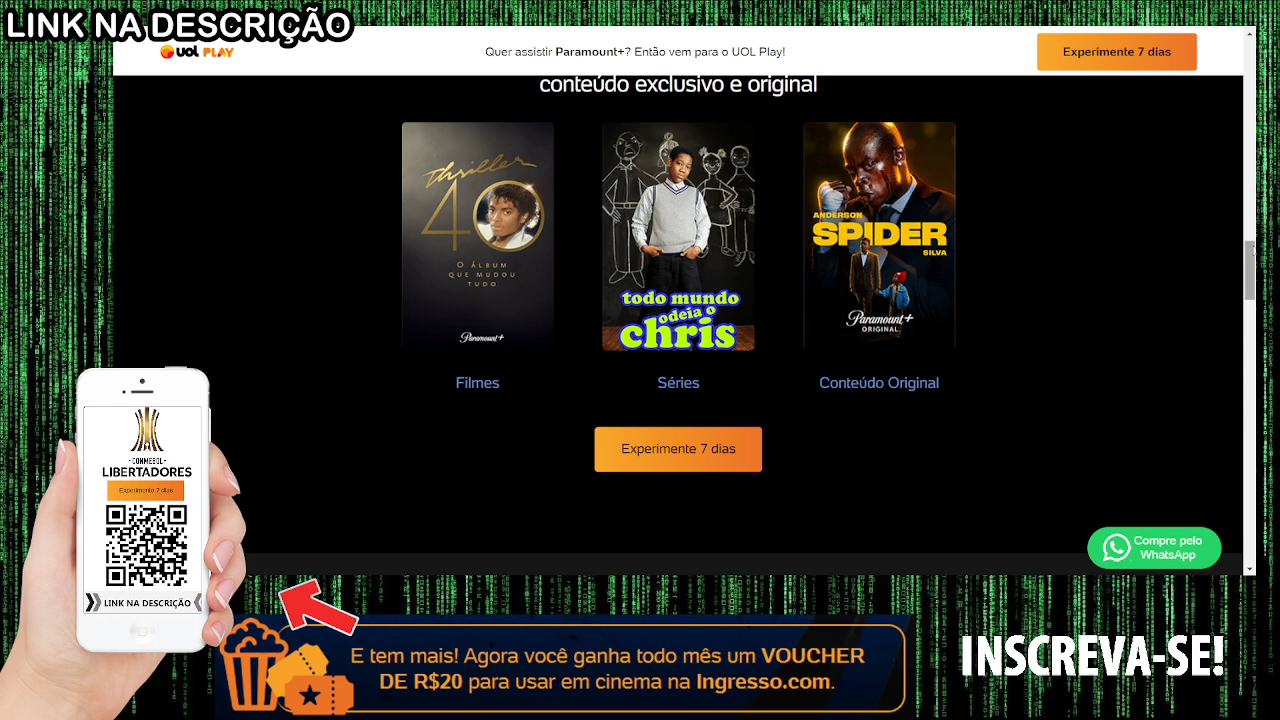 LINK NA DESCRIÇÃO
UOL PLAY
Quer assistir Paramount+? Então vem para o UOL Play!
Experimente 7 dias
conteúdo exclusivo e original
Thriller
40
O ÁLBUM
QUE MUDOU
TUDO
Paramount+
todo mundo
odeia o
chris
ANDERSON
SPIDER
SILVA
Paramount+
ORIGINAL
Filmes
Séries
Conteúdo Original
Experimente 7 dias
Compre pelo
WhatsApp
CONMEBOL
LIBERTADORES
Experimente 7 dias
LINK NA DESCRIÇÃO
E tem mais! Agora você ganha todo mês um VOUCHER
DE R$20 para usar em cinema na Ingresso.com.
INSCREVA-SE!